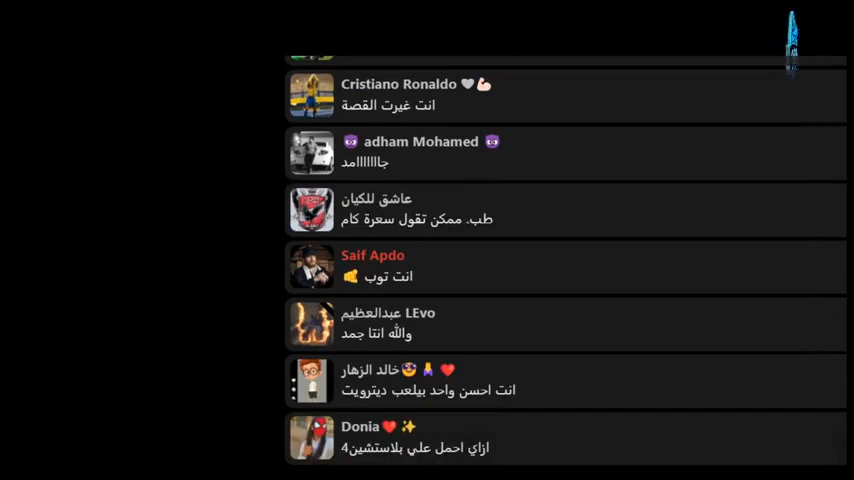 Cristiano Ronaldo 🤍💪🏻
انت غيرت القصة
😈 adham Mohamed 😈
جااااااامد
عاشق للكيان
طب. ممكن تقول سعرة كام
Saif Apdo
انت توب 🫵
عبدالعظيم LEvo
والله انتا جمد
خالد الزهار😎🤱❤️
انت احسن واحد بيلعب ديترويت
Donia❤️✨
ازاي احمل علي بلاستشين4